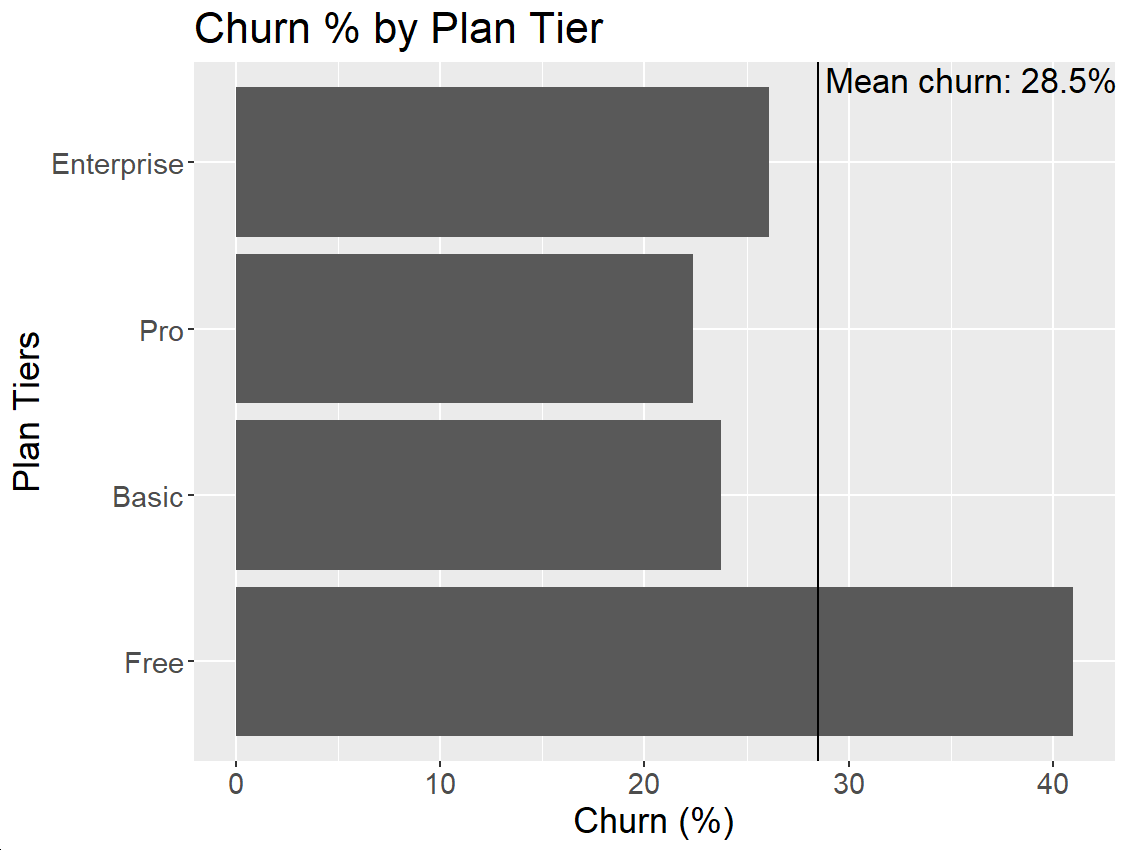 Churn % by Plan Tier
Mean churn: 28.5%
Enterprise
Pro
Basic
Free
Plan Tiers
0 10 20 30 40
Churn (%)